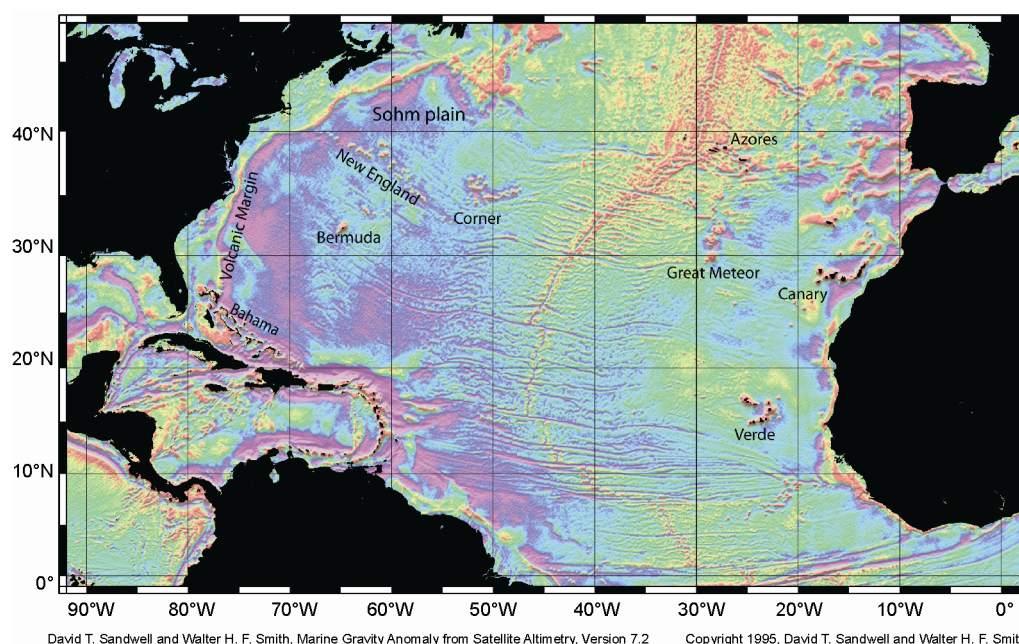 Sohm plain
40°N
Azores
New England
Volcanic Margin
Corner
Bermuda
30°N
Great Meteor
Canary
Bahama
20°N
Verde
10°N
0°
90°W 80°W 70°W 60°W 50°W 40°W 30°W 20°W 10°W 0°
David T. Sandwell and Walter H. F. Smith, Marine Gravity Anomaly from Satellite Altimetry, Version 7.2 Copyright 1995, David T. Sandwell and Walter H. F. Smit